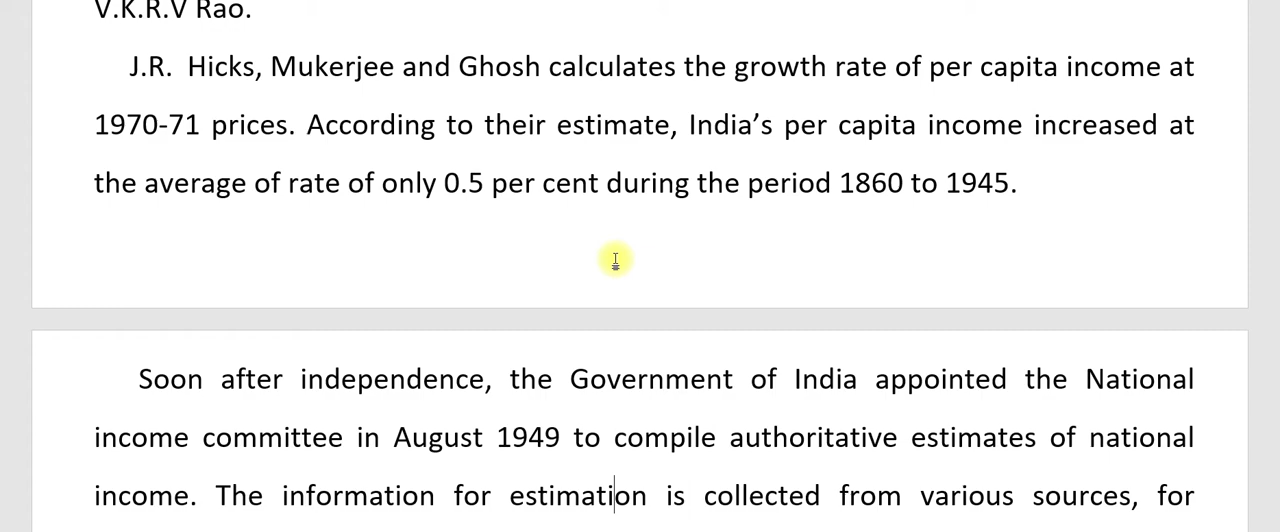 V.K.R.V Rao.
J.R. Hicks, Mukerjee and Ghosh calculates the growth rate of per capita income at
1970-71 prices. According to their estimate, India's per capita income increased at
the average of rate of only 0.5 per cent during the period 1860 to 1945.
Soon after independence, the Government of India appointed the National
income committee in August 1949 to compile authoritative estimates of national
income. The information for estimation is collected from various sources, for